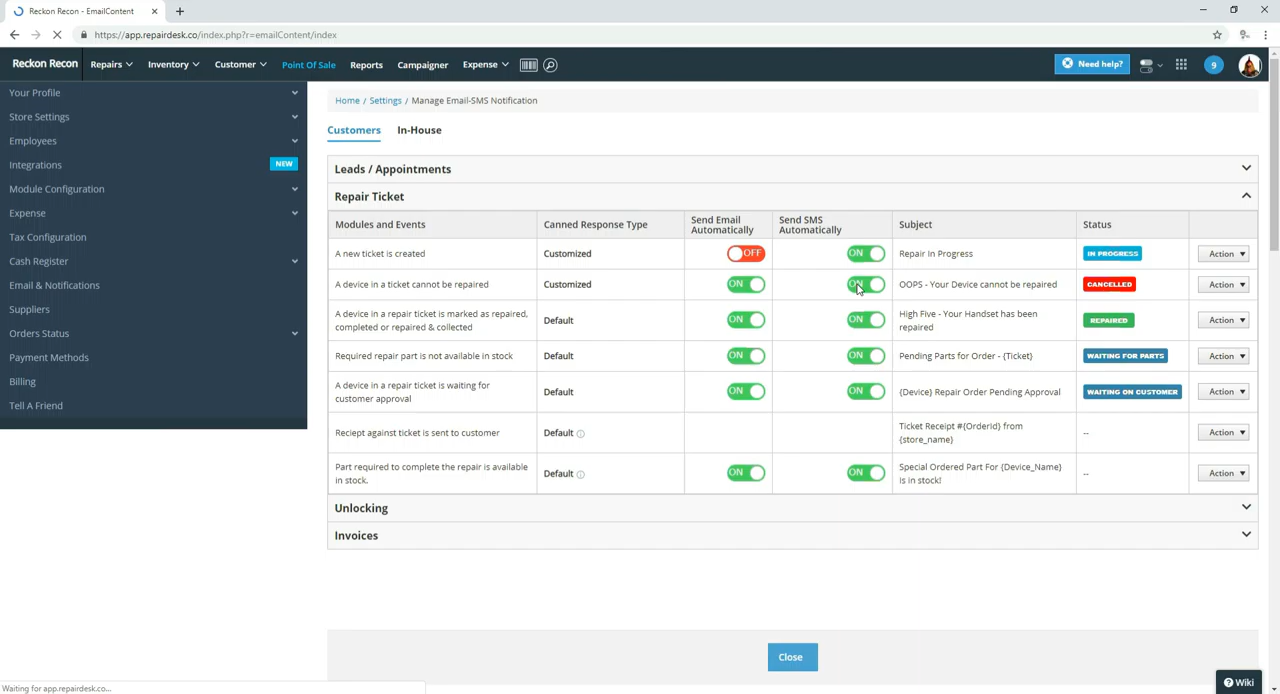 Reckon Recon - EmailContent
https://app.repairdesk.co/index.php?r=emailContent/index
Reckon Recon Repairs Inventory Customer Point Of Sale Reports Campaigner Expense Need help? 9
Your Profile
Store Settings
Employees
Integrations NEW
Module Configuration
Expense
Tax Configuration
Cash Register
Email & Notifications
Suppliers
Orders Status
Payment Methods
Billing
Tell A Friend
Home / Settings / Manage Email-SMS Notification
Customers In-House
Leads / Appointments
Repair Ticket
Modules and Events Canned Response Type Send Email Automatically Send SMS Automatically Subject Status
A new ticket is created Customized OFF ON Repair In Progress IN PROGRESS Action
A device in a ticket cannot be repaired Customized ON ON OOPS - Your Device cannot be repaired CANCELLED Action
A device in a repair ticket is marked as repaired,
completed or repaired & collected Default ON ON High Five - Your Handset has been
repaired REPAIRED Action
Required repair part is not available in stock Default ON ON Pending Parts for Order - {Ticket} WAITING FOR PARTS Action
A device in a repair ticket is waiting for
customer approval Default ON ON {Device} Repair Order Pending Approval WAITING ON CUSTOMER Action
Reciept against ticket is sent to customer Default Ticket Receipt #{OrderId} from
{store_name} -- Action
Part required to complete the repair is available
in stock. Default ON ON Special Ordered Part For {Device_Name}
is in stock! -- Action
Unlocking
Invoices
Close
Waiting for app.repairdesk.co...
Wiki